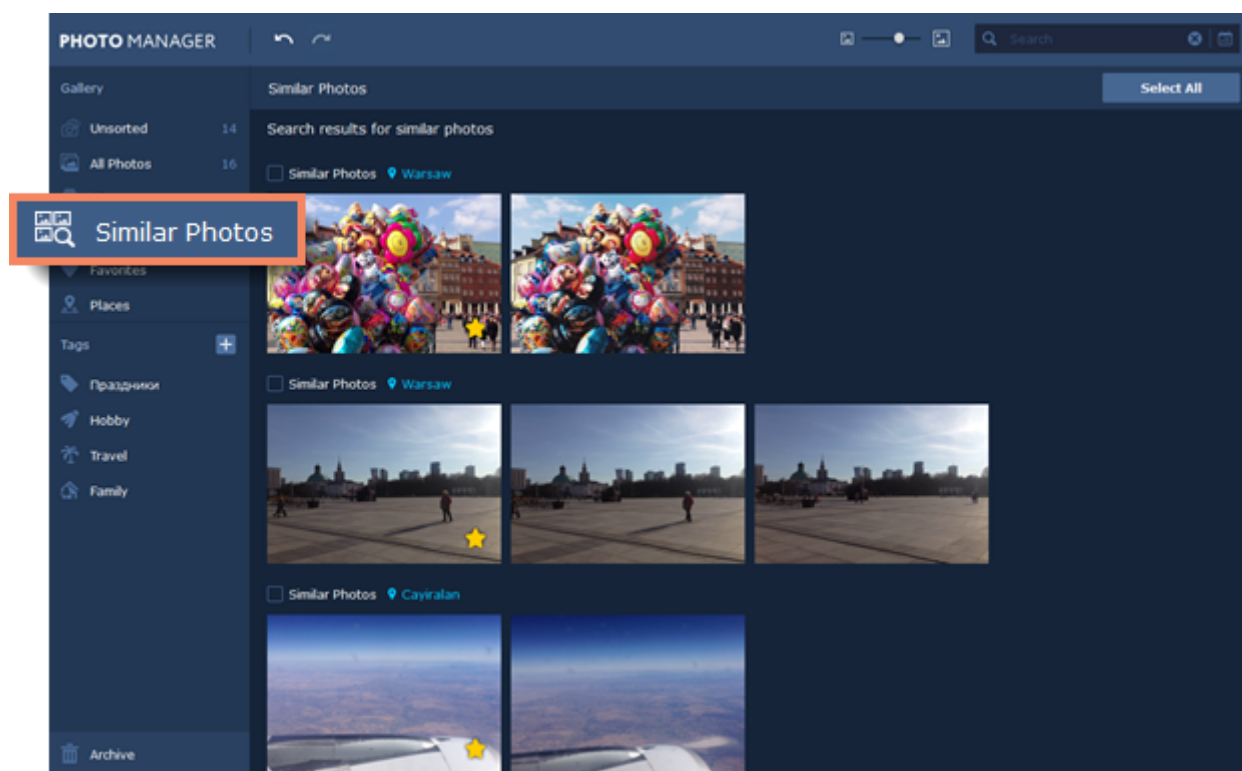 PHOTO MANAGER
Search
Gallery
Similar Photos
Select All
Unsorted 14
Search results for similar photos
All Photos 16
Similar Photos Warsaw
Similar Photos
Favorites
Places
Tags
Similar Photos Warsaw
Праздники
Hobby
Travel
Family
Similar Photos Cayiralan
Archive